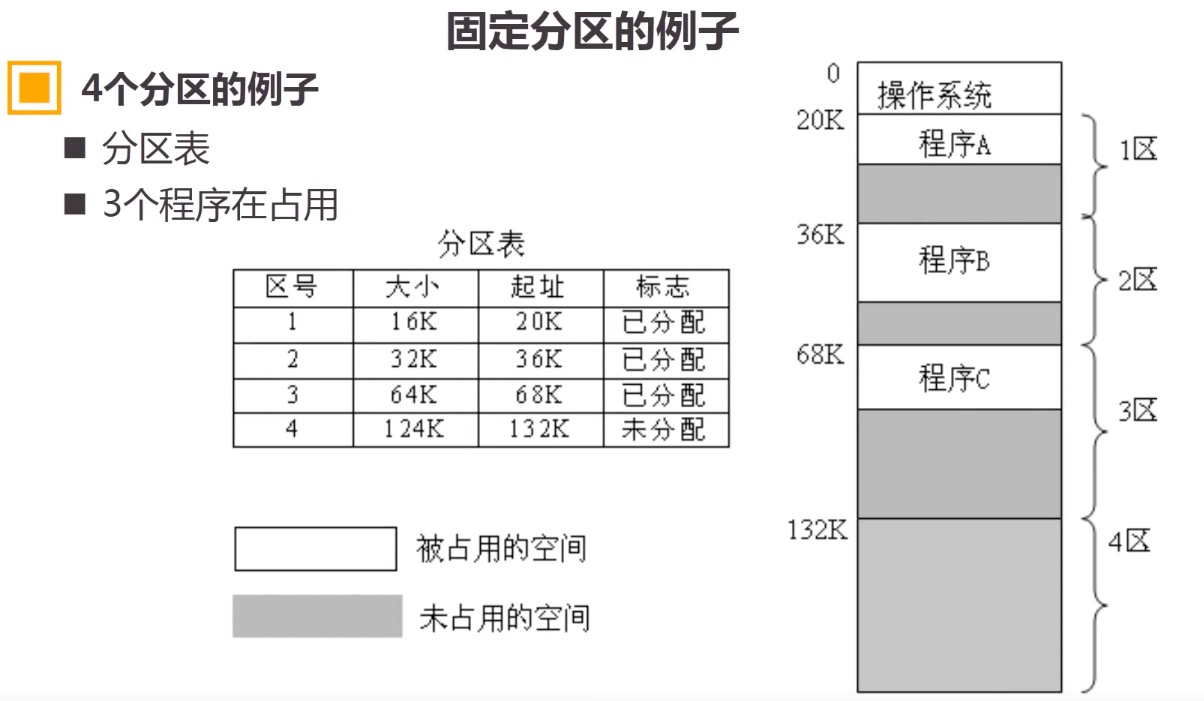 固定分区的例子
4个分区的例子
分区表
3个程序在占用
分区表
区号 大小 起址 标志
1 16K 20K 已分配
2 32K 36K 已分配
3 64K 68K 已分配
4 124K 132K 未分配
被占用的空间
未占用的空间
0
操作系统
20K
程序A
1区
36K
程序B
2区
68K
程序C
3区
132K
4区